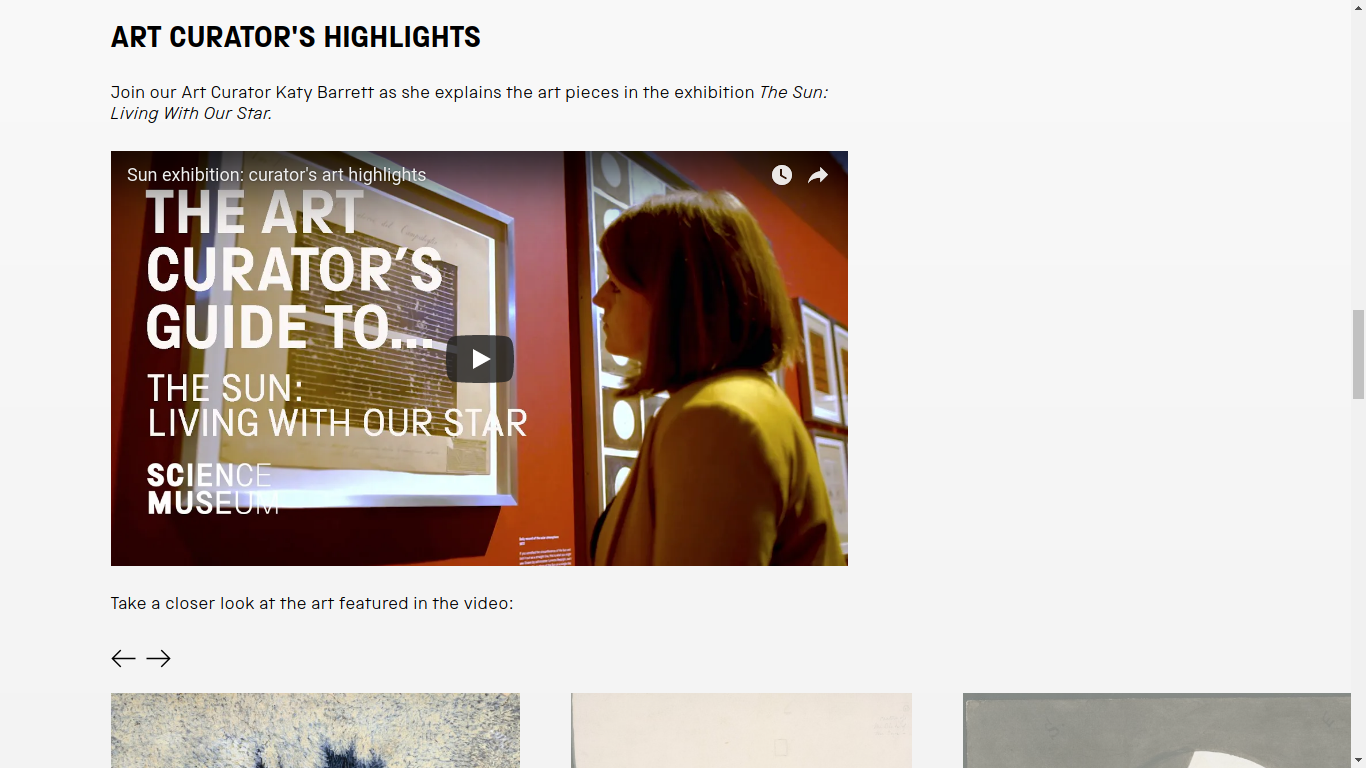 ART CURATOR'S HIGHLIGHTS
Join our Art Curator Katy Barrett as she explains the art pieces in the exhibition The Sun:
Living With Our Star.
Sun exhibition: curator's art highlights
THE ART
CURATOR’S
GUIDE TO...
THE SUN:
LIVING WITH OUR STAR
SCIENCE
MUSEUM
Take a closer look at the art featured in the video: